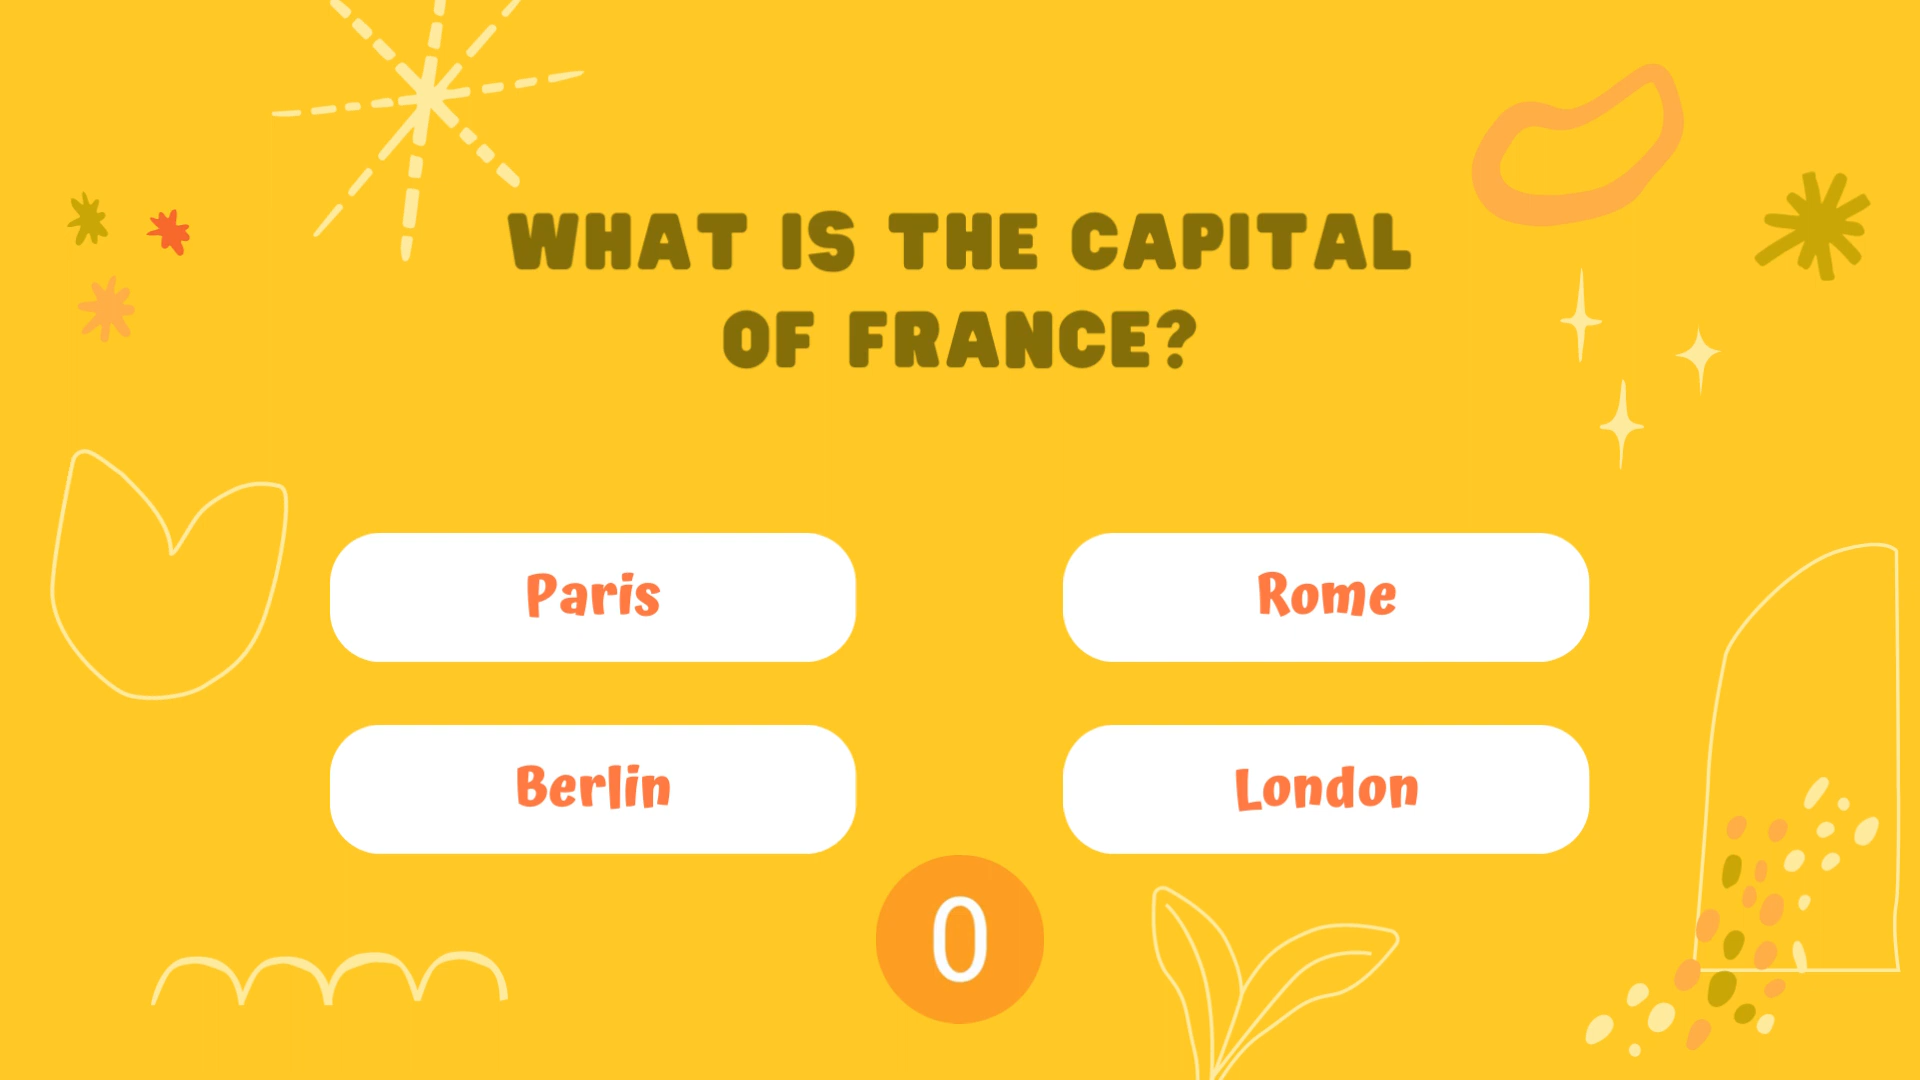 WHAT IS THE CAPITAL
OF FRANCE?
Paris
Rome
Berlin
London
0